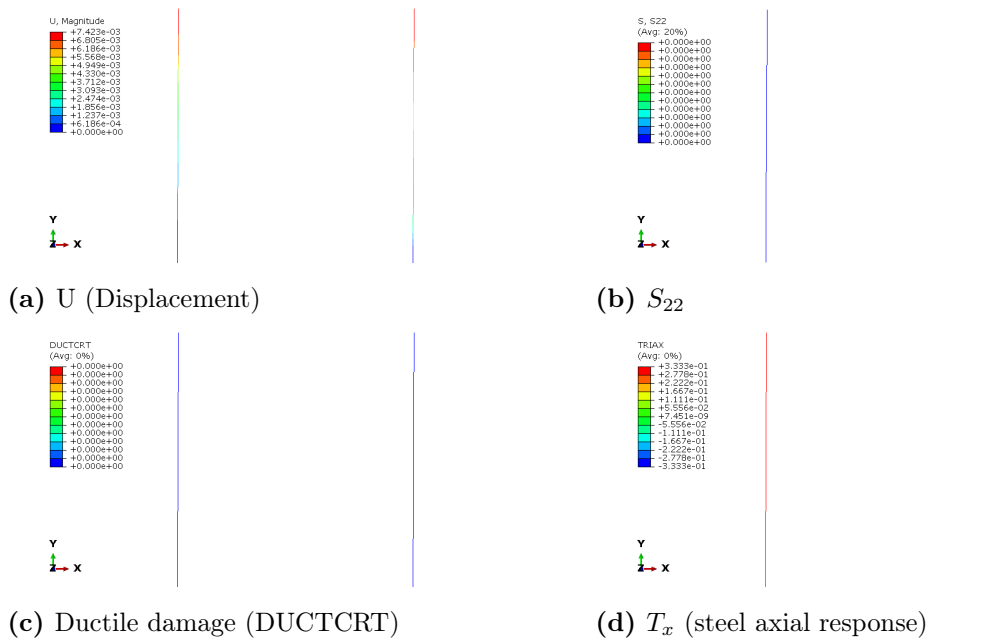 U, Magnitude
+7.423e-03
+6.805e-03
+6.186e-03
+5.568e-03
+4.949e-03
+4.330e-03
+3.712e-03
+3.093e-03
+2.474e-03
+1.856e-03
+1.237e-03
+6.186e-04
+0.000e+00
Y
Z X
(a) U (Displacement)
S, S22
(Avg: 20%)
+0.000e+00
+0.000e+00
+0.000e+00
+0.000e+00
+0.000e+00
+0.000e+00
+0.000e+00
+0.000e+00
+0.000e+00
+0.000e+00
+0.000e+00
+0.000e+00
+0.000e+00
Y
Z X
(b) S22
DUCTCRT
(Avg: 0%)
+0.000e+00
+0.000e+00
+0.000e+00
+0.000e+00
+0.000e+00
+0.000e+00
+0.000e+00
+0.000e+00
+0.000e+00
+0.000e+00
+0.000e+00
+0.000e+00
+0.000e+00
Y
Z X
(c) Ductile damage (DUCTCRT)
TRIAX
(Avg: 0%)
+3.333e-01
+2.778e-01
+2.222e-01
+1.667e-01
+1.111e-01
+5.556e-02
+7.451e-09
-5.556e-02
-1.111e-01
-1.667e-01
-2.222e-01
-2.778e-01
-3.333e-01
Y
Z X
(d) Tx (steel axial response)